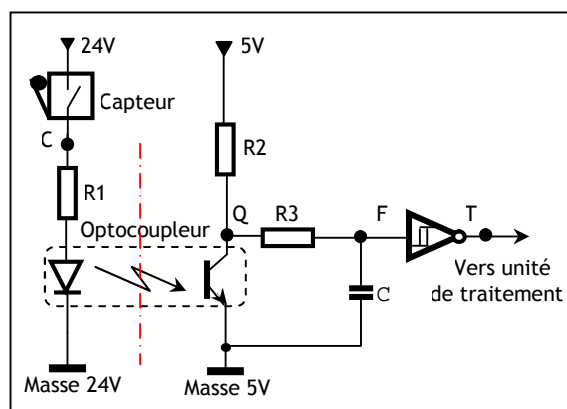 24V
5V
Capteur
C
R1
R2
Q
R3
F
T
Optocoupleur
Vers unité
de traitement
C
Masse 24V
Masse 5V